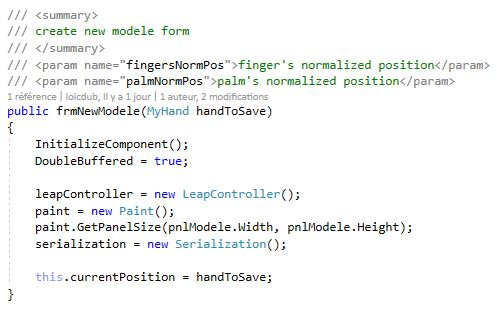 /// <summary>
/// create new modele form
/// </summary>
/// <param name="fingersNormPos">finger's normalized position</param>
/// <param name="palmNormPos">palm's normalized position</param>
1 référence | loicdub, Il y a 1 jour | 1 auteur, 2 modifications
public frmNewModele(MyHand handToSave)
{
    InitializeComponent();
    DoubleBuffered = true;

    leapController = new LeapController();
    paint = new Paint();
    paint.GetPanelSize(pnlModele.Width, pnlModele.Height);
    serialization = new Serialization();

    this.currentPosition = handToSave;
}